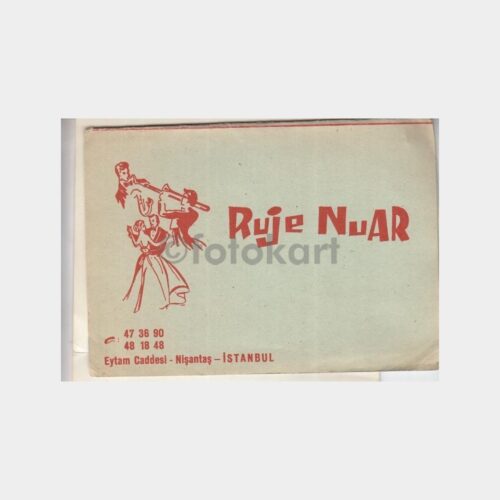 Ruje NuAR
©fotokart
47 36 90
48 18 48
Eytam Caddesi - Nişantaş – İSTANBUL